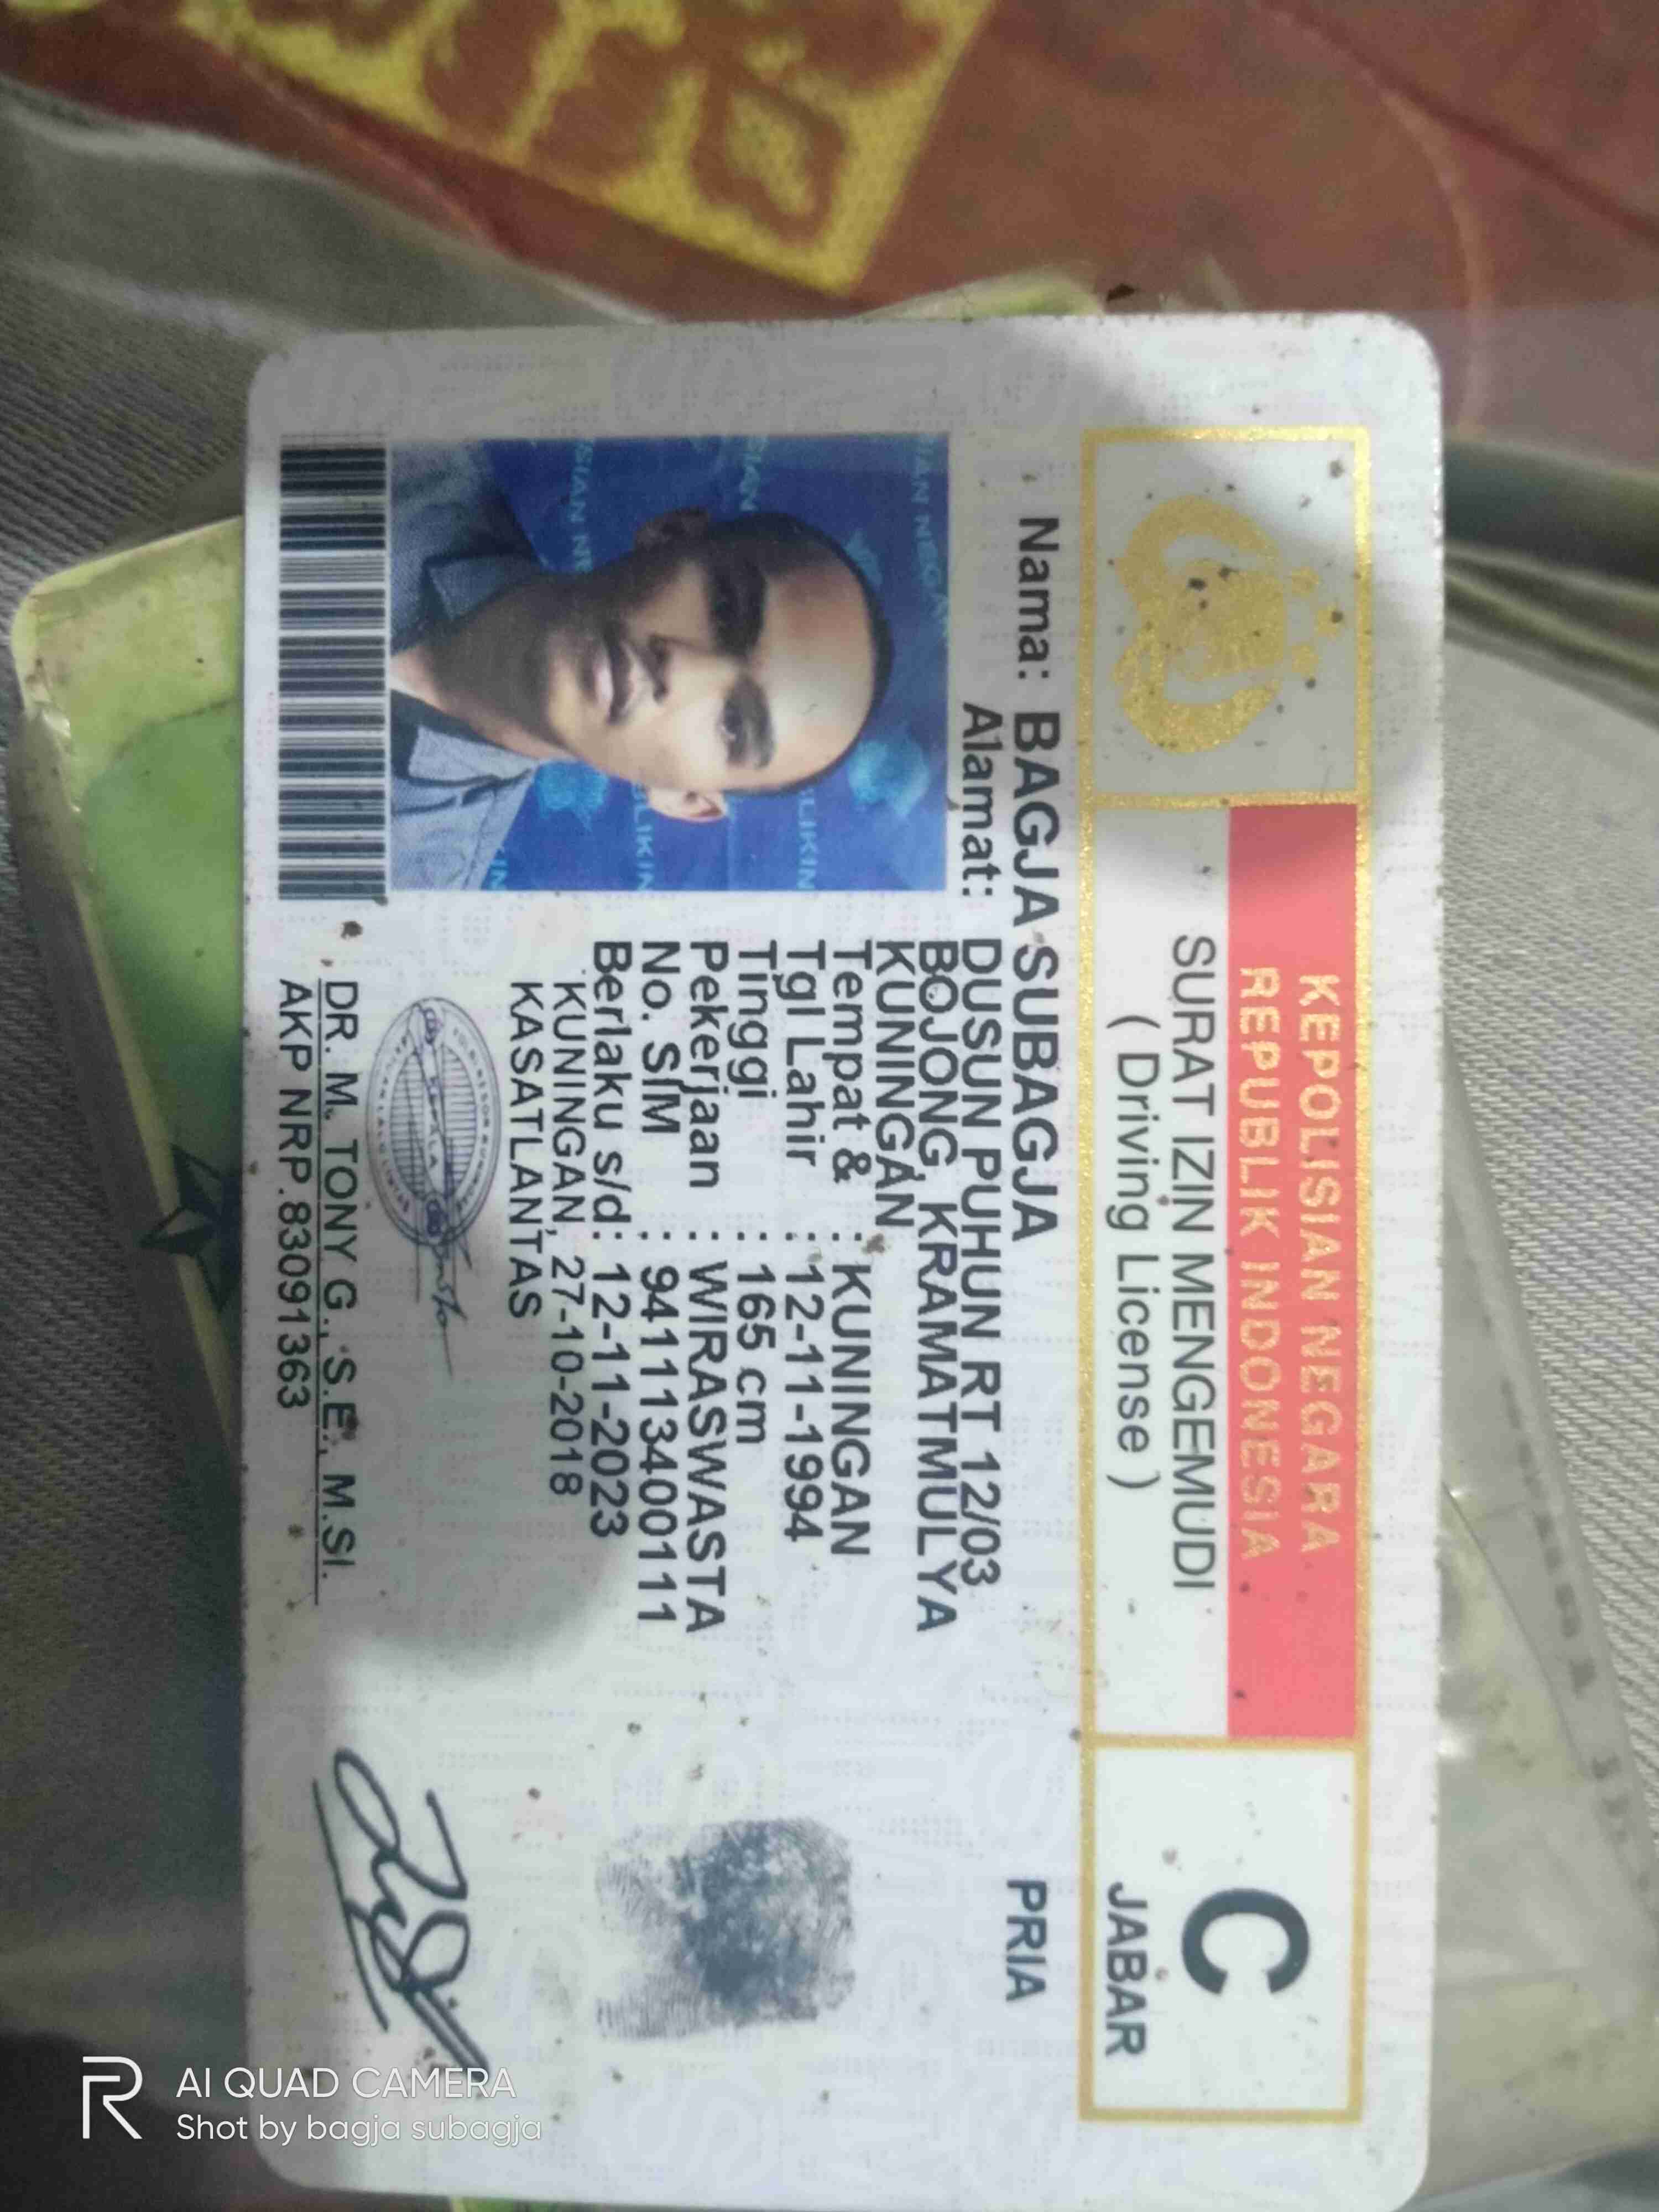 KEPOLISIAN NEGARA
REPUBLIK INDONESIA
SURAT IZIN MENGEMUDI
( Driving License )
C
JABAR
Nama: BAGJA SUBAGJA
PRIA
Alamat: DUSUN PUHUN RT 12/03
BOJONG, KRAMATMULYA
KUNINGAN
Tempat & : KUNINGAN
Tgl Lahir : 12-11-1994
Tinggi : 165 cm
Pekerjaan : WIRASWASTA
No. SIM : 941113400111
Berlaku s/d : 12-11-2023
KUNINGAN, 27-10-2018
KASATLANTAS
DR. M. TONY G., S.E., M.SI.
AKP NRP.83091363
AI QUAD CAMERA
Shot by bagja subagja